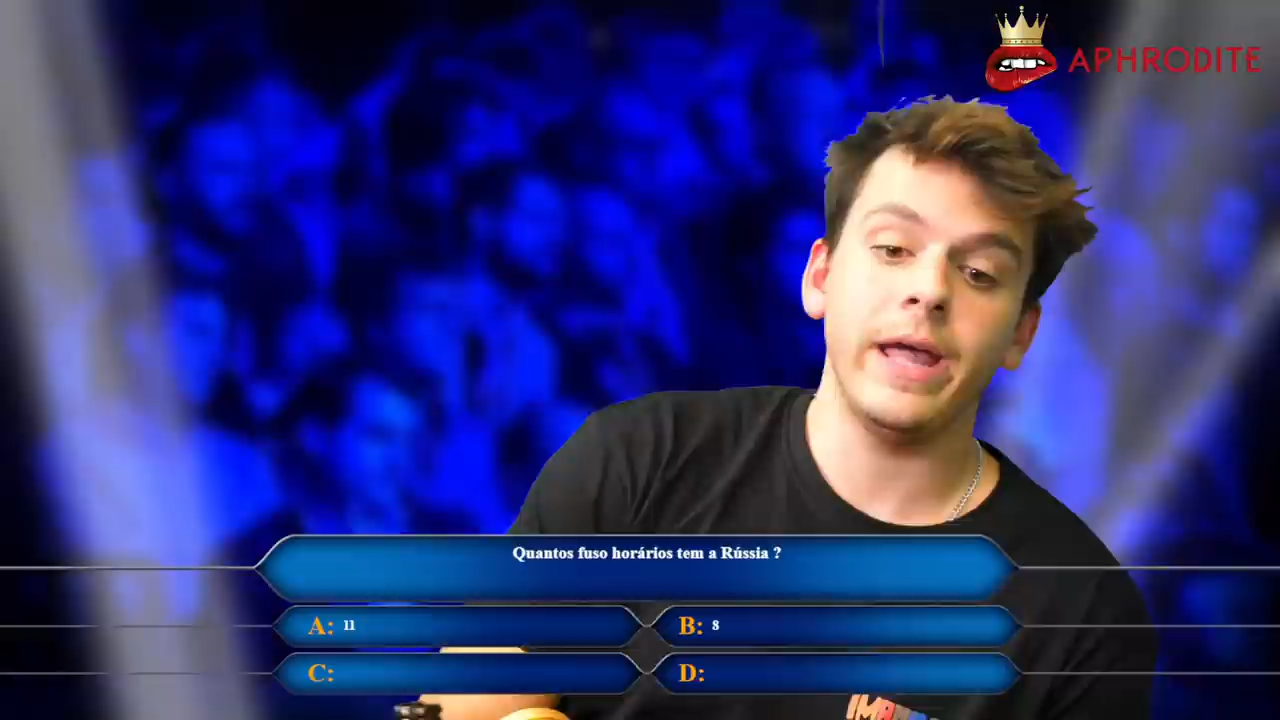 APHRODITE
Quantos fuso horários tem a Rússia ?
A: 11
B: 8
C:
D: